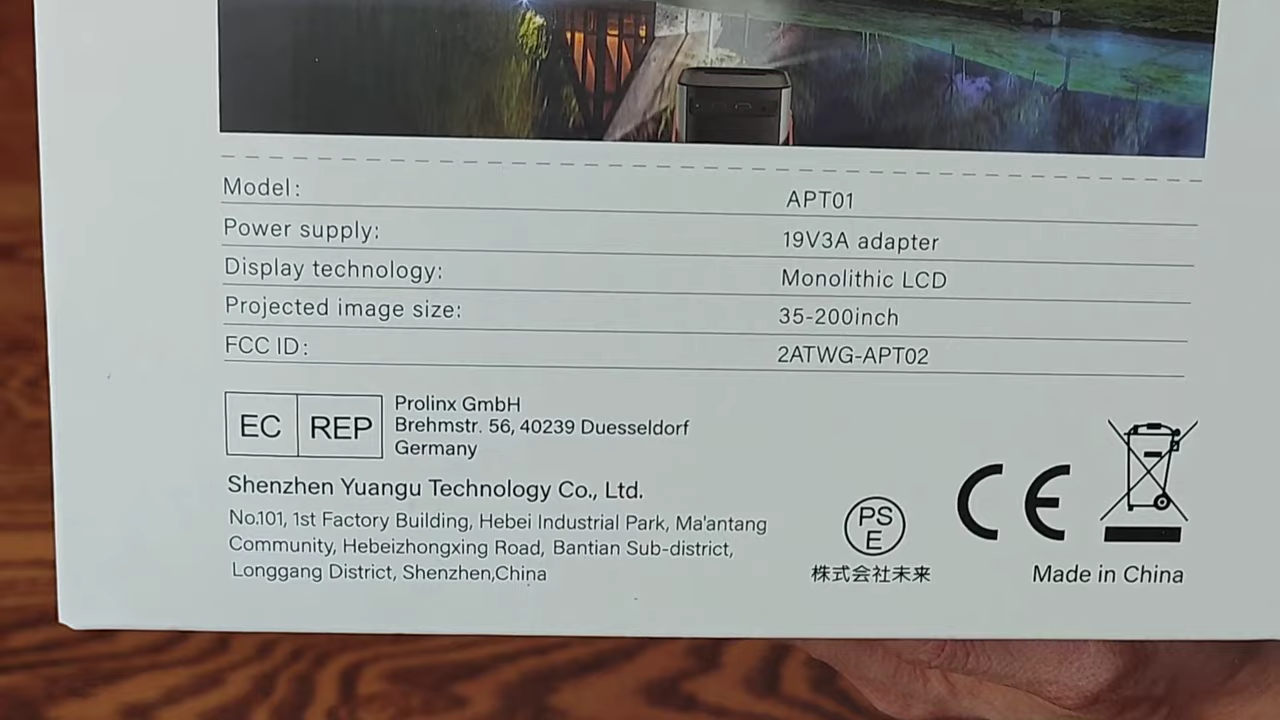 Model: APT01
Power supply: 19V3A adapter
Display technology: Monolithic LCD
Projected image size: 35-200inch
FCC ID: 2ATWG-APT02
EC REP
Prolinx GmbH
Brehmstr. 56, 40239 Duesseldorf
Germany
Shenzhen Yuangu Technology Co., Ltd.
No.101, 1st Factory Building, Hebei Industrial Park, Ma'antang
Community, Hebeizhongxing Road, Bantian Sub-district,
Longgang District, Shenzhen,China
PS
E
株式会社未来
CE
Made in China